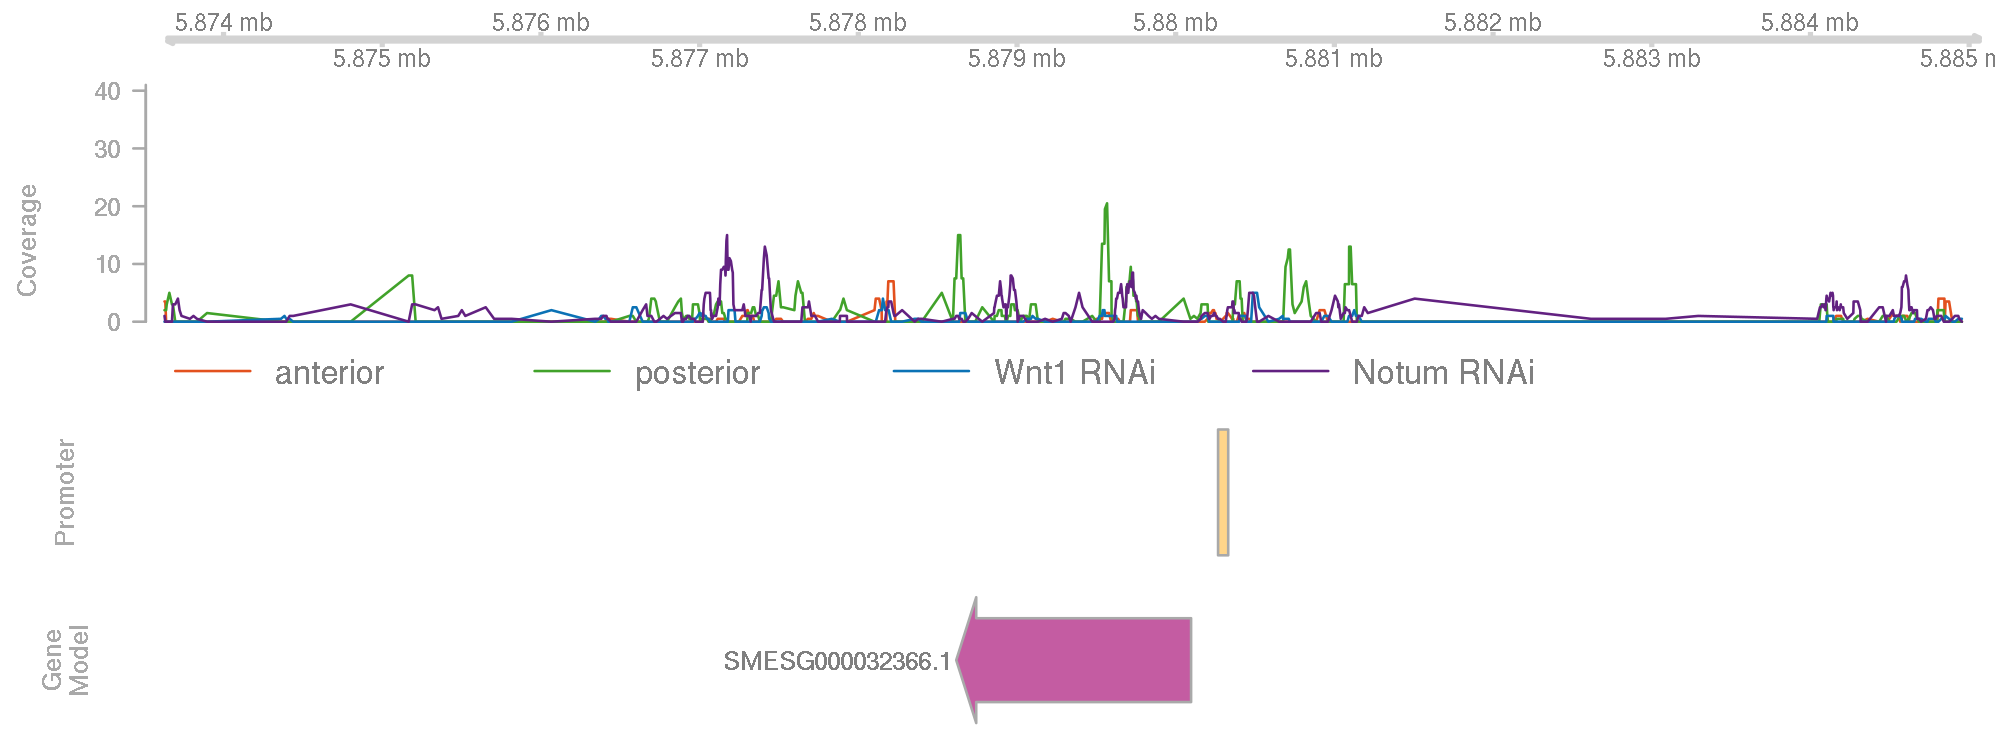 5.874 mb 5.876 mb 5.878 mb 5.88 mb 5.882 mb 5.884 mb
5.875 mb 5.877 mb 5.879 mb 5.881 mb 5.883 mb 5.885 n
40
30
20
10
0
Coverage
anterior posterior Wnt1 RNAi Notum RNAi
Promoter
Gene
Model
SMESG000032366.1